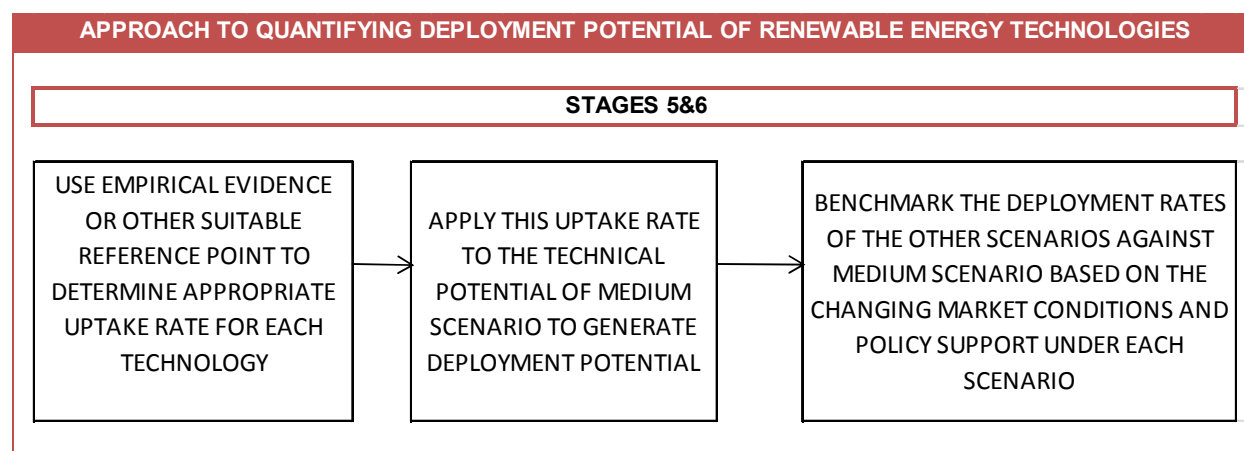 APPROACH TO QUANTIFYING DEPLOYMENT POTENTIAL OF RENEWABLE ENERGY TECHNOLOGIES
STAGES 5&6
USE EMPIRICAL EVIDENCE
OR OTHER SUITABLE
REFERENCE POINT TO
DETERMINE APPROPRIATE
UPTAKE RATE FOR EACH
TECHNOLOGY
APPLY THIS UPTAKE RATE
TO THE TECHNICAL
POTENTIAL OF MEDIUM
SCENARIO TO GENERATE
DEPLOYMENT POTENTIAL
BENCHMARK THE DEPLOYMENT RATES
OF THE OTHER SCENARIOS AGAINST
MEDIUM SCENARIO BASED ON THE
CHANGING MARKET CONDITIONS AND
POLICY SUPPORT UNDER EACH
SCENARIO